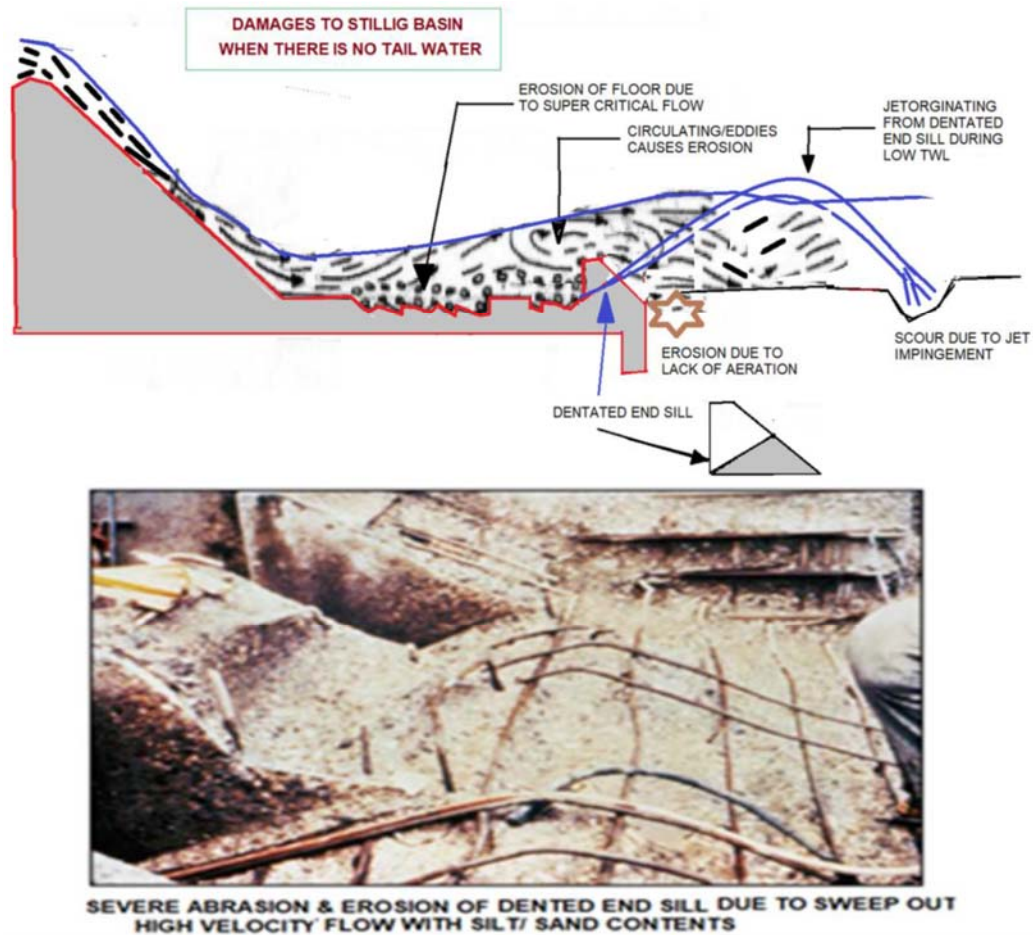 DAMAGES TO STILLIG BASIN
WHEN THERE IS NO TAIL WATER
EROSION OF FLOOR DUE
TO SUPER CRITICAL FLOW
CIRCULATING/EDDIES
CAUSES EROSION
JETORGINATING
FROM DENTATED
END SILL DURING
LOW TWL
EROSION DUE TO
LACK OF AERATION
SCOUR DUE TO JET
IMPINGEMENT
DENTATED END SILL
SEVERE ABRASION & EROSION OF DENTED END SILL DUE TO SWEEP OUT
HIGH VELOCITY FLOW WITH SILT/ SAND CONTENTS